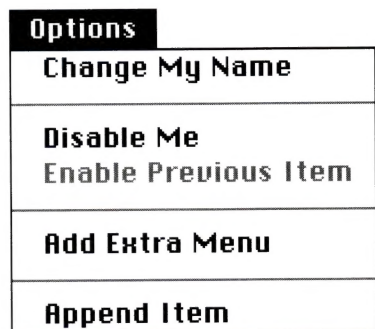 Options
Change My Name
Disable Me
Enable Previous Item
Add Extra Menu
Append Item